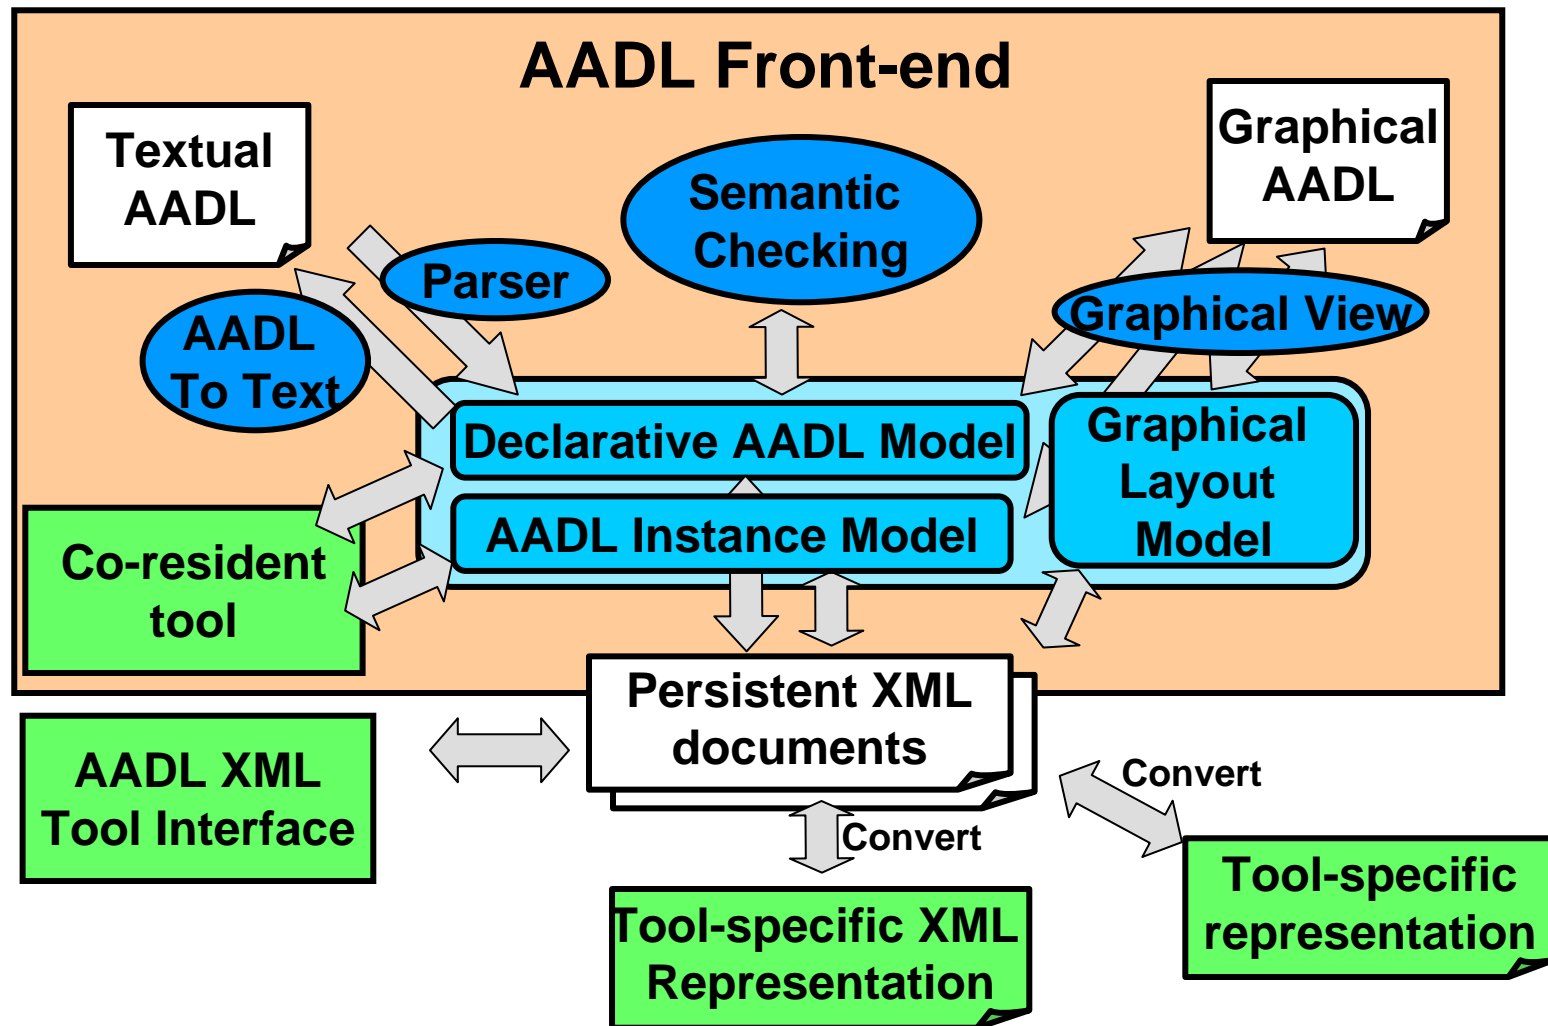 AADL Front-end
Textual
AADL
Graphical
AADL
Semantic
Checking
Parser
Graphical View
AADL
To Text
Declarative AADL Model
Graphical
Layout
Model
AADL Instance Model
Co-resident
tool
Persistent XML
documents
AADL XML
Tool Interface
Convert
Convert
Tool-specific
representation
Tool-specific XML
Representation